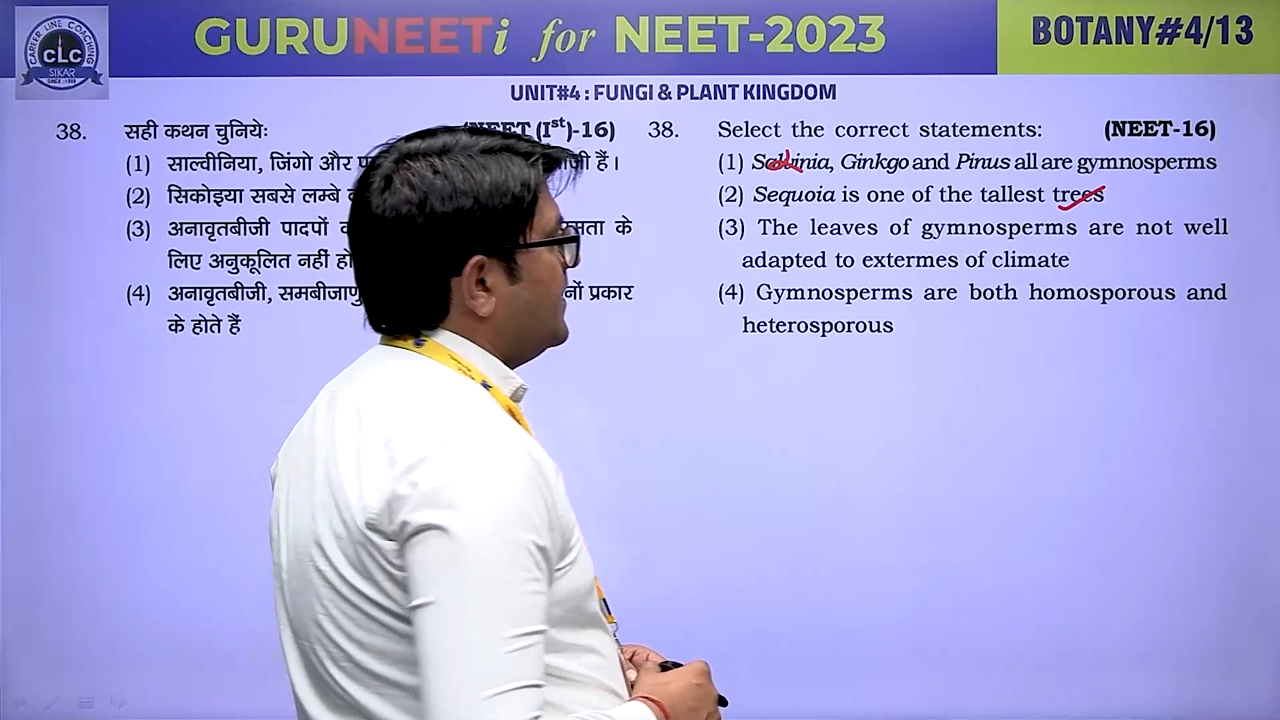 CAREER LINE COACHING
CLC
SIKAR
SINCE : 1996
GURUNEETi for NEET-2023
BOTANY#4/13
UNIT#4 : FUNGI & PLANT KINGDOM
38. सही कथन चुनियेः (NEET (Ist)-16)
(1) साल्वीनिया, जिंगो और हैं।
(2) सिकोइया सबसे लम्बे
(3) अनावृतबीजी पादपों के
लिए अनुकूलित नहीं
(4) अनावृतबीजी, प्रकार
के होते हैं
38. Select the correct statements: (NEET-16)
(1) Salvinia, Ginkgo and Pinus all are gymnosperms
(2) Sequoia is one of the tallest trees
(3) The leaves of gymnosperms are not well
adapted to extermes of climate
(4) Gymnosperms are both homosporous and
heterosporous